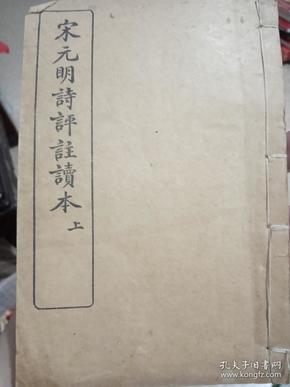 宋元明詩評註讀本
上
孔夫子旧书网